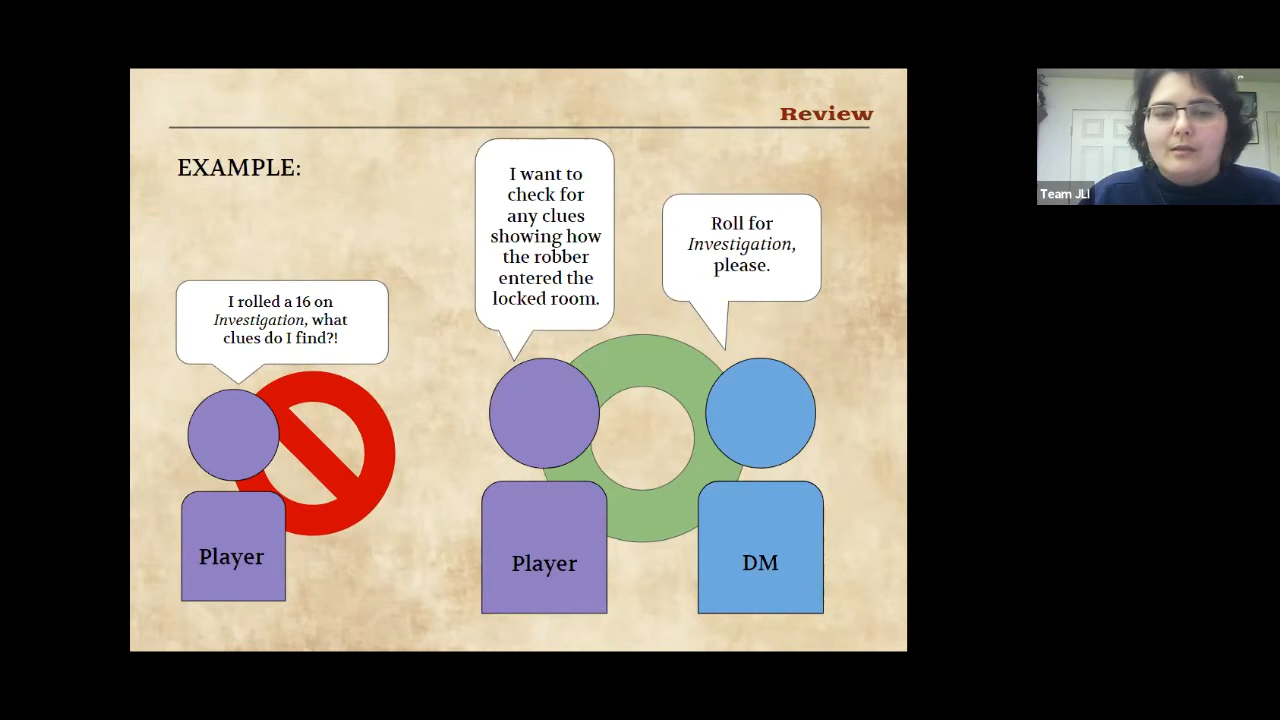 Review
EXAMPLE:
I rolled a 16 on
Investigation, what
clues do I find?!
Player
I want to
check for
any clues
showing how
the robber
entered the
locked room.
Player
Roll for
Investigation,
please.
DM
Team JLI